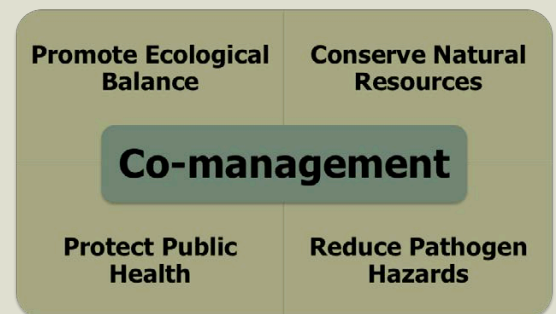 Promote Ecological
Balance
Conserve Natural
Resources
Co-management
Protect Public
Health
Reduce Pathogen
Hazards